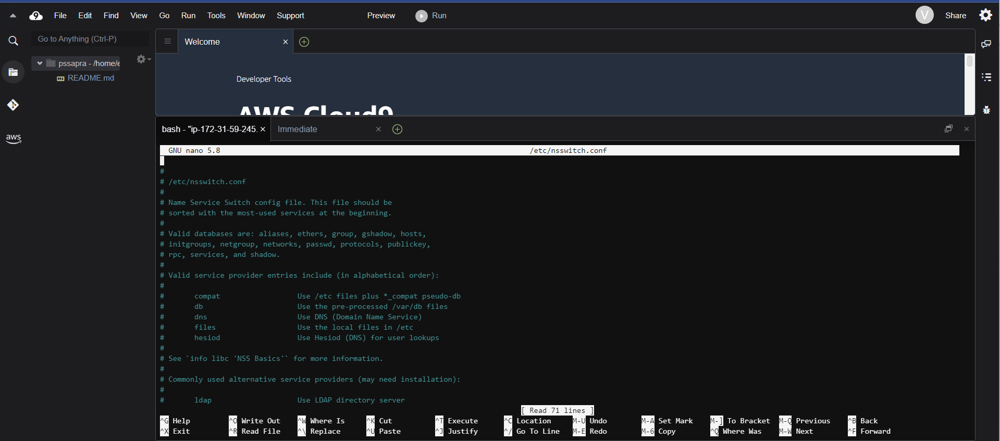 9 File Edit Find View Go Run Tools Window Support Preview Run V Share
Go to Anything (Ctrl-P)
pssapra - /home/e
README.md
aws
Welcome
Developer Tools
AWS Cloud9
bash - "ip-172-31-59-245. Immediate
GNU nano 5.8 /etc/nsswitch.conf
#
# /etc/nsswitch.conf
#
# Name Service Switch config file. This file should be
# sorted with the most-used services at the beginning.
#
# Valid databases are: aliases, ethers, group, gshadow, hosts,
# initgroups, netgroup, networks, passwd, protocols, publickey,
# rpc, services, and shadow.
#
# Valid service provider entries include (in alphabetical order):
#
# compat Use /etc files plus *_compat pseudo-db
# db Use the pre-processed /var/db files
# dns Use DNS (Domain Name Service)
# files Use the local files in /etc
# hesiod Use Hesiod (DNS) for user lookups
#
# See `info libc 'NSS Basics'` for more information.
#
# Commonly used alternative service providers (may need installation):
#
# ldap Use LDAP directory server
[ Read 71 lines ]
^G Help ^O Write Out ^W Where Is ^K Cut ^T Execute ^C Location M-U Undo M-A Set Mark M-] To Bracket M-Q Previous ^B Back
^X Exit ^R Read File ^\ Replace ^U Paste ^J Justify ^/ Go To Line M-E Redo M-6 Copy ^Q Where Was M-W Next ^F Forward